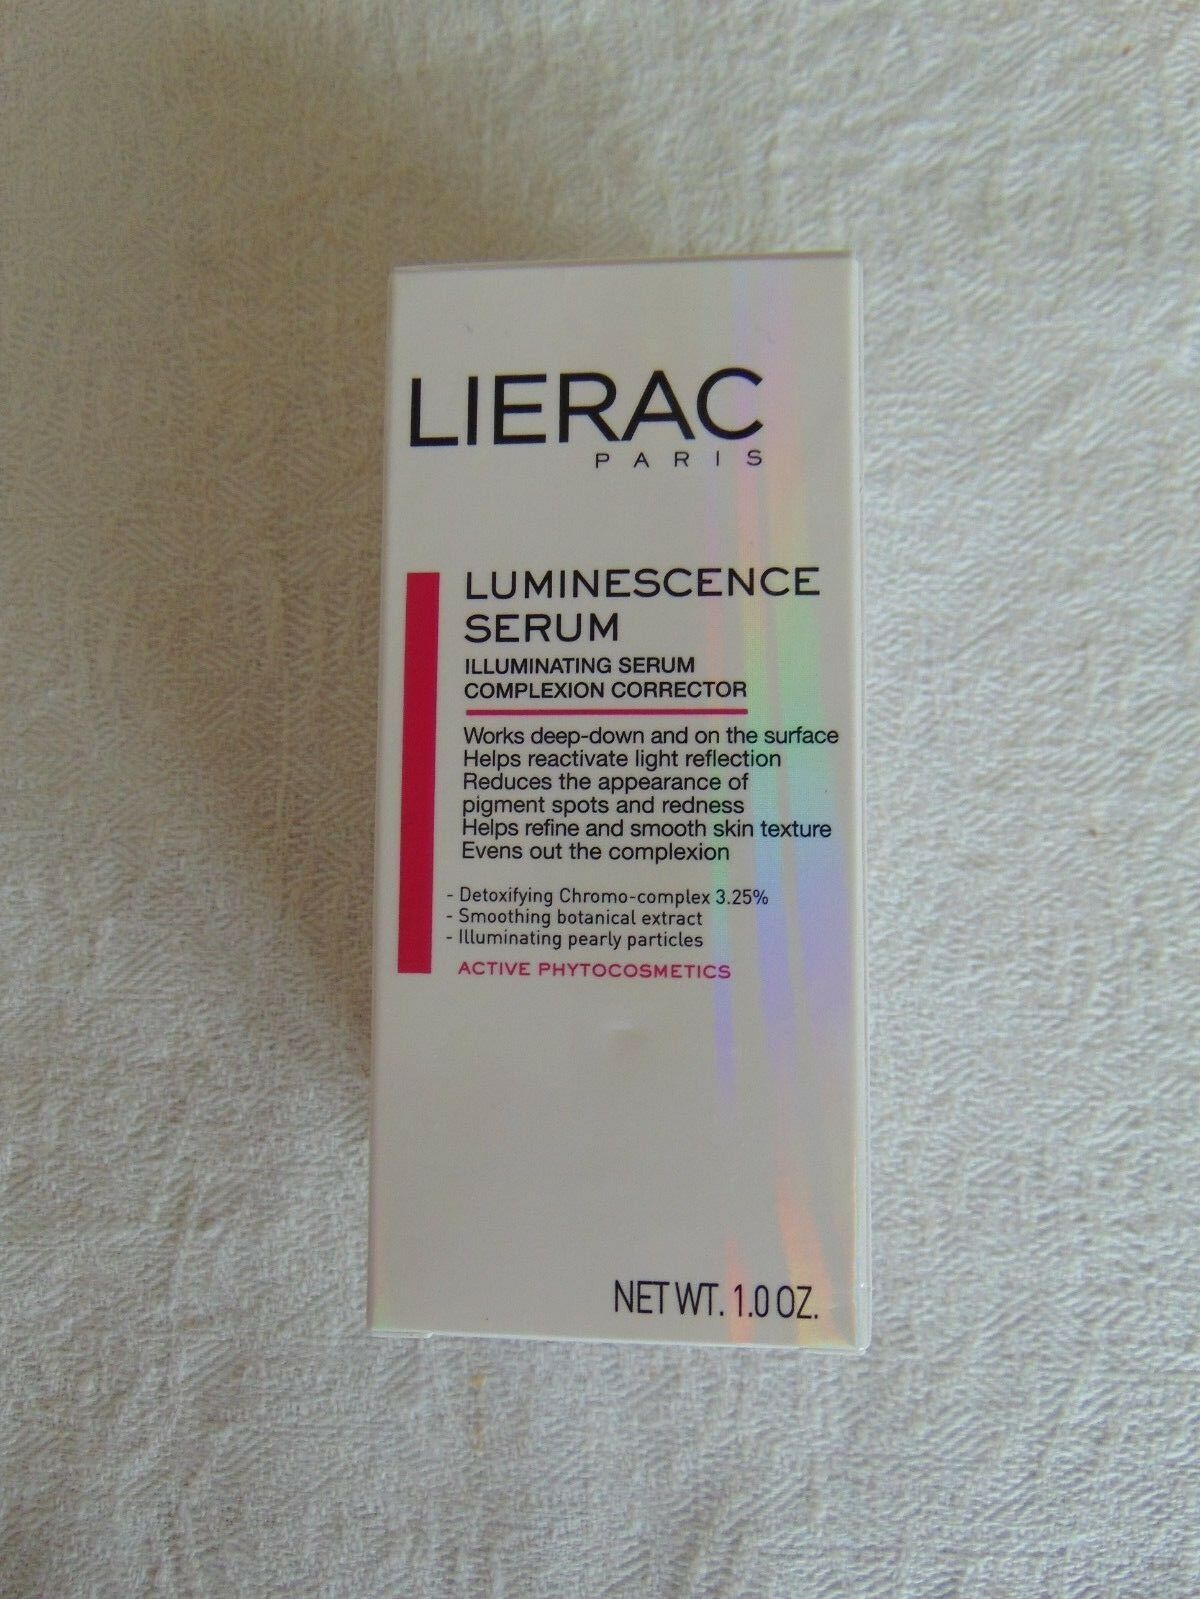 LIERAC
PARIS
LUMINESCENCE
SERUM
ILLUMINATING SERUM
COMPLEXION CORRECTOR
Works deep-down and on the surface
Helps reactivate light reflection
Reduces the appearance of
pigment spots and redness
Helps refine and smooth skin texture
Evens out the complexion
- Detoxifying Chromo-complex 3.25%
- Smoothing botanical extract
- Illuminating pearly particles
ACTIVE PHYTOCOSMETICS
NET WT. 1.0 OZ.